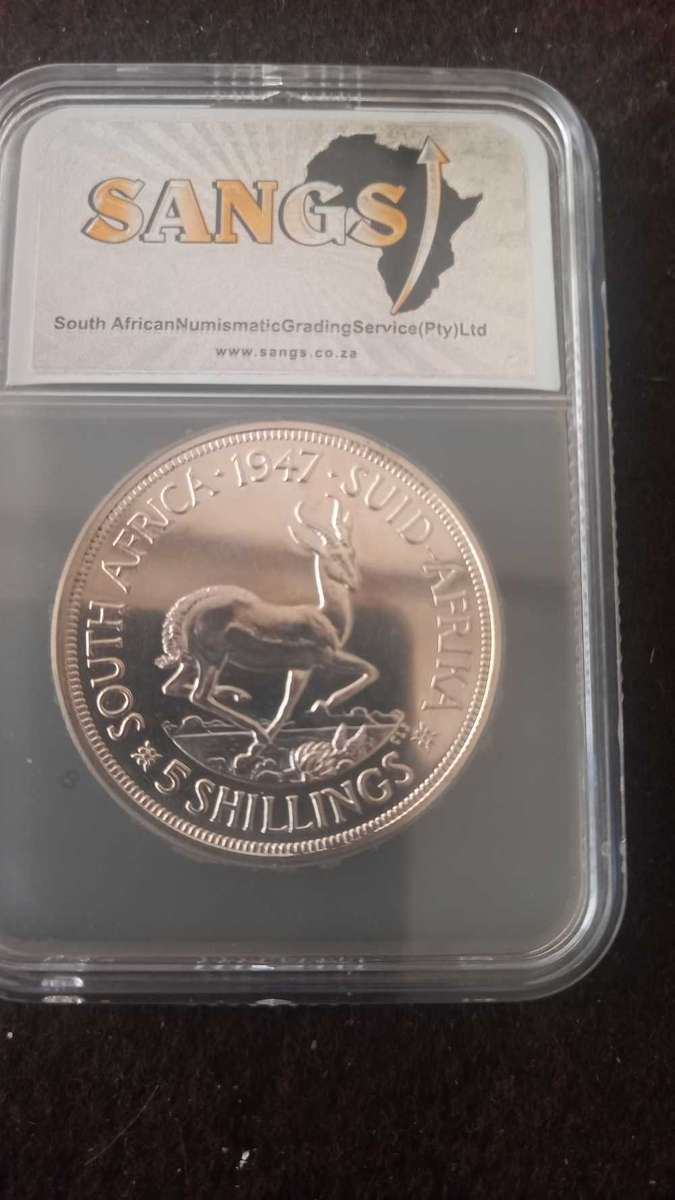 SANGS
South AfricanNumismaticGradingService(Pty)Ltd
www.sangs.co.za
SOUTH AFRICA · 1947 · SUID-AFRIKA
5 SHILLINGS